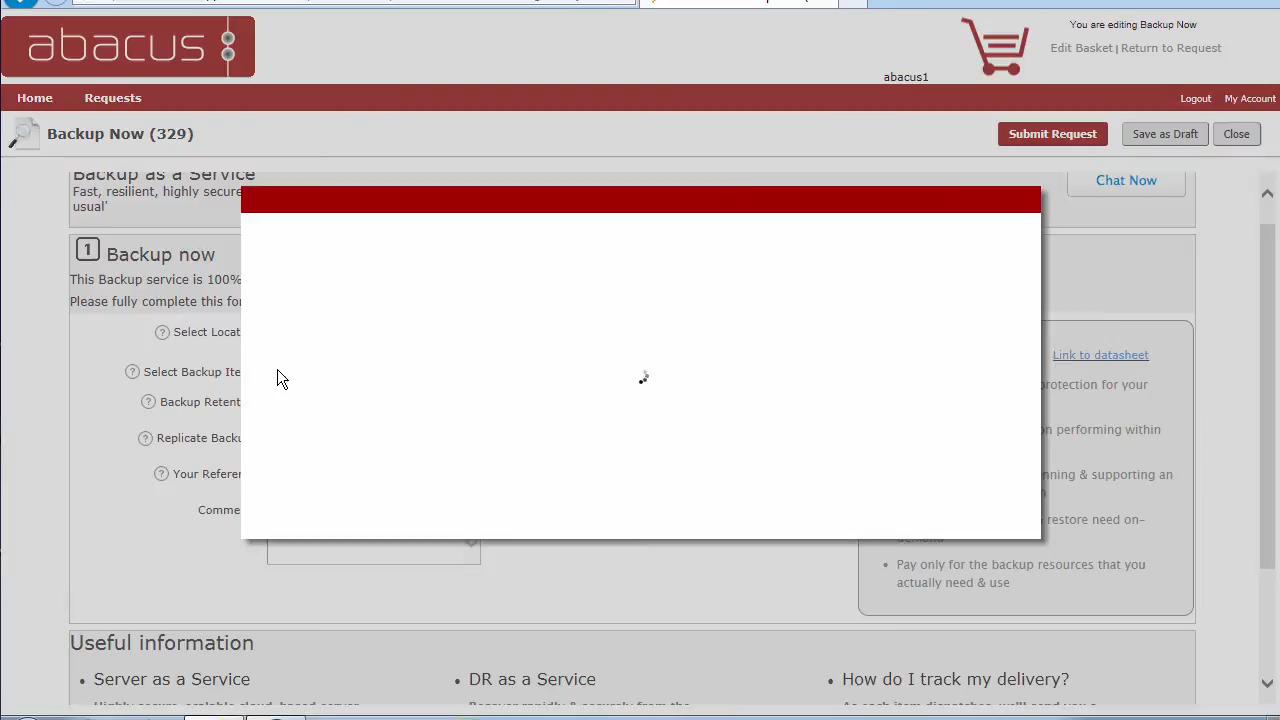 abacus
You are editing Backup Now
Edit Basket | Return to Request
abacus1
Home Requests Logout My Account
Backup Now (329) Submit Request Save as Draft Close
Backup as a Service
Fast, resilient, highly secure
usual'
Chat Now
1 Backup now
This Backup service is 100%
Please fully complete this for
? Select Locat
Link to datasheet
? Select Backup Ite
protection for your
? Backup Retent
on performing within
? Replicate Backu
? Your Referen
nning & supporting an
Comme
restore need on-
• Pay only for the backup resources that you
actually need & use
Useful information
• Server as a Service
• DR as a Service
• How do I track my delivery?